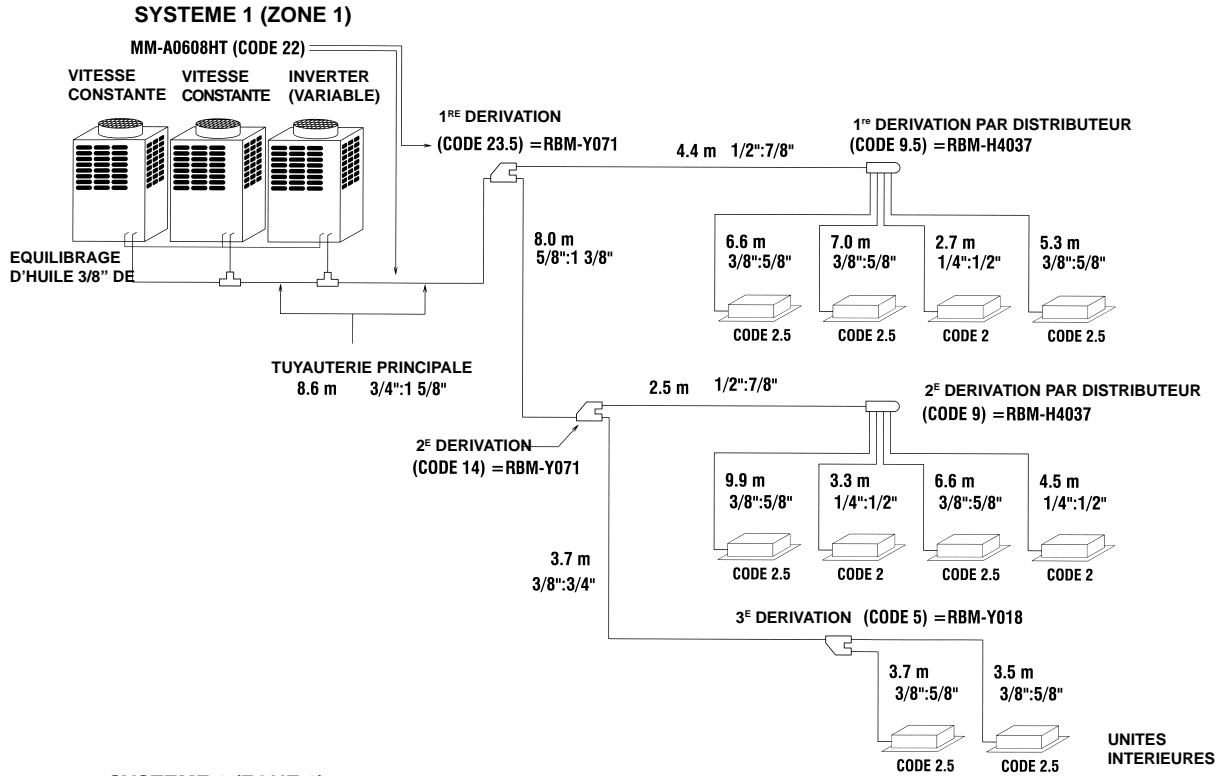 SYSTEME 1 (ZONE 1)
MM-A0608HT (CODE 22)
VITESSE
CONSTANTE
VITESSE
CONSTANTE
INVERTER
(VARIABLE)
1RE DERIVATION
(CODE 23.5) =RBM-Y071
4.4 m 1/2":7/8"
1re DERIVATION PAR DISTRIBUTEUR
(CODE 9.5) =RBM-H4037
EQUILIBRAGE
D'HUILE 3/8" DE
8.0 m
5/8":1 3/8"
6.6 m
3/8":5/8"
7.0 m
3/8":5/8"
2.7 m
1/4":1/2"
5.3 m
3/8":5/8"
CODE 2.5
CODE 2.5
CODE 2
CODE 2.5
TUYAUTERIE PRINCIPALE
8.6 m 3/4":1 5/8"
2.5 m 1/2":7/8"
2E DERIVATION PAR DISTRIBUTEUR
(CODE 9) =RBM-H4037
2E DERIVATION
(CODE 14) =RBM-Y071
9.9 m
3/8":5/8"
3.3 m
1/4":1/2"
6.6 m
3/8":5/8"
4.5 m
1/4":1/2"
CODE 2.5
CODE 2
CODE 2.5
CODE 2
3.7 m
3/8":3/4"
3E DERIVATION (CODE 5) =RBM-Y018
3.7 m
3/8":5/8"
3.5 m
3/8":5/8"
CODE 2.5
CODE 2.5
UNITES
INTERIEURES